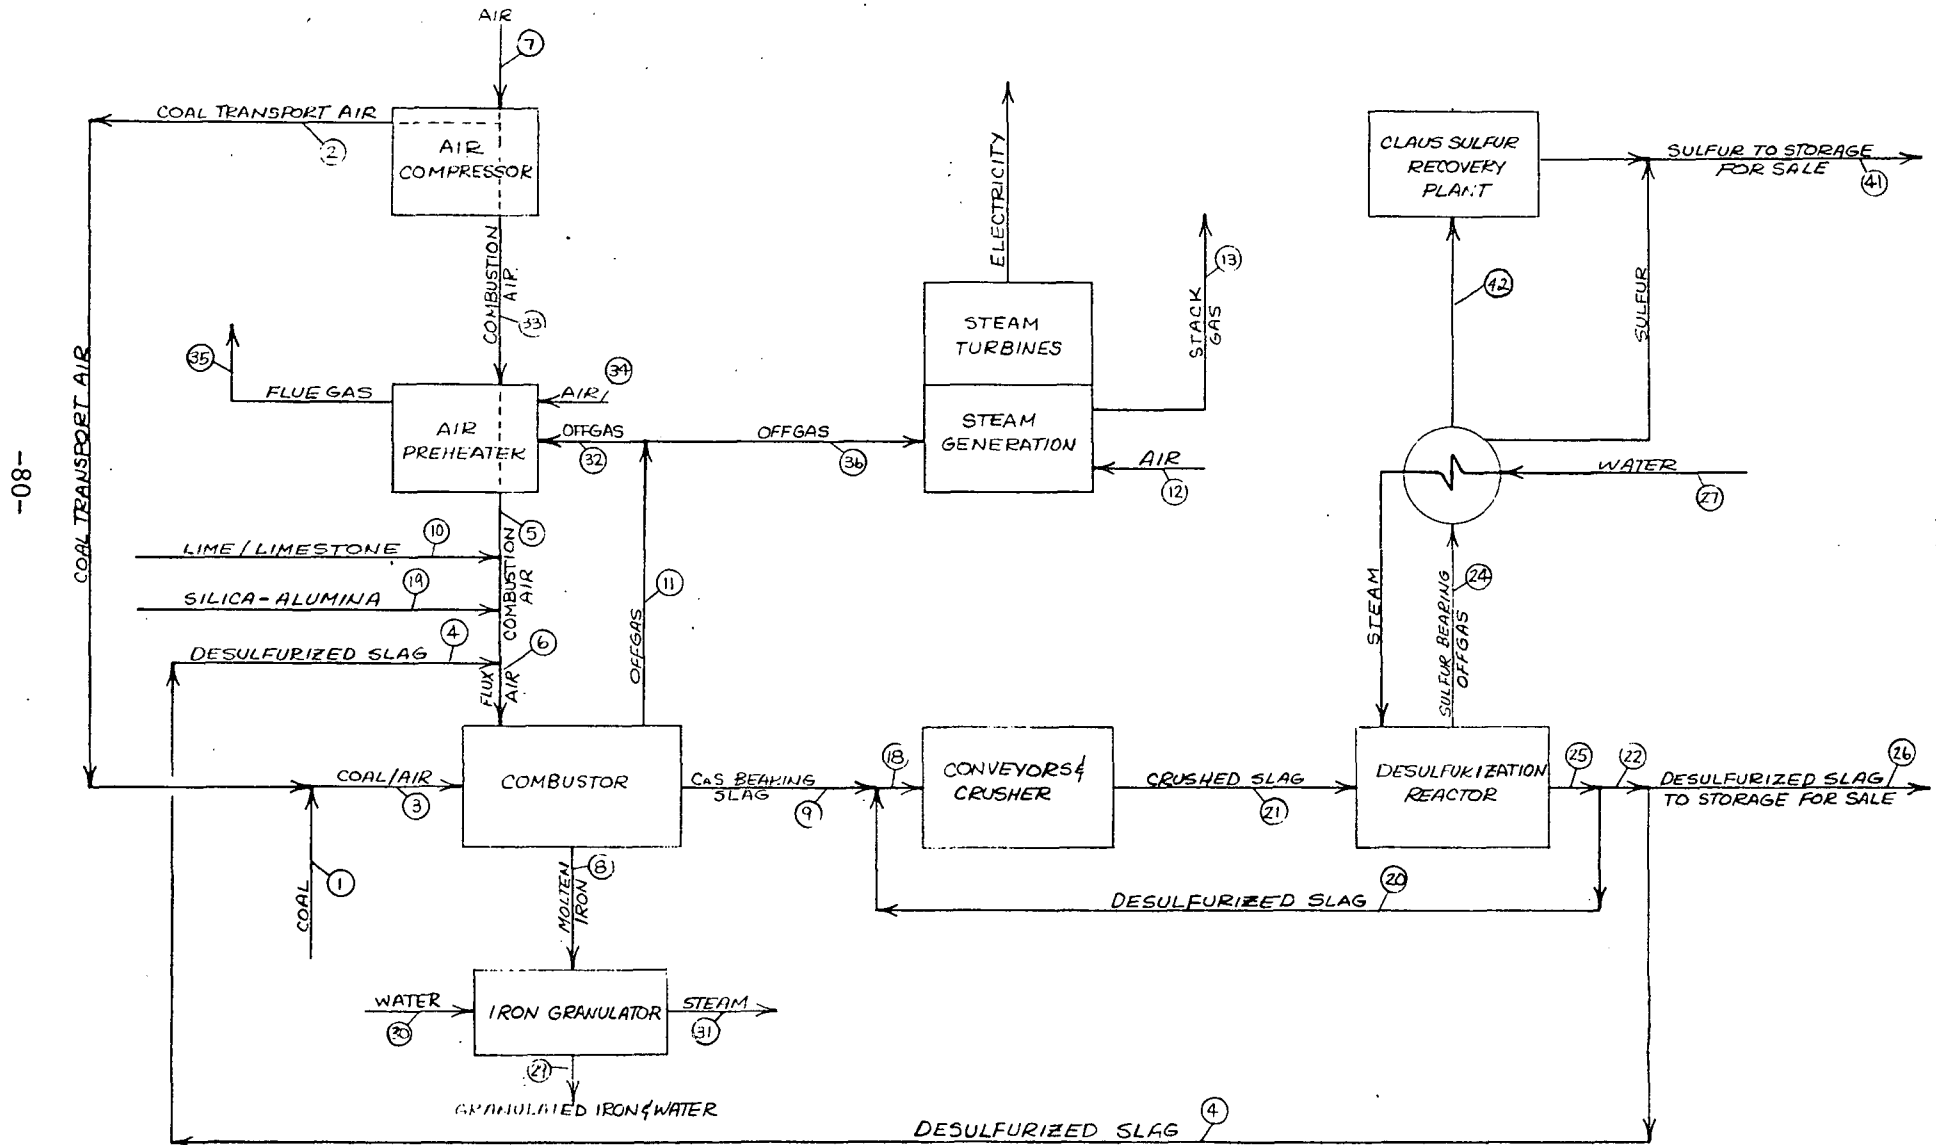 AIR
7
COAL TRANSPORT AIR
2
AIR
COMPRESSOR
COMBUSTION
AIR
33
35
FLUE GAS
AIR
34
AIR
PREHEATER
OFFGAS
32
OFFGAS
36
ELECTRICITY
STEAM
TURBINES
STEAM
GENERATION
STACK
GAS
13
AIR
12
CLAUS SULFUR
RECOVERY
PLANT
SULFUR TO STORAGE
FOR SALE
41
42
SULFUR
WATER
27
STEAM
SULFUR BEARING
OFFGAS
24
COAL TRANSPORT AIR
-80-
5
COMBUSTION
AIR
LIME/LIMESTONE
10
SILICA-ALUMINA
19
DESULFURIZED SLAG
4
6
FLUX
AIR
OFFGAS
11
COAL/AIR
3
COAL
1
COMBUSTOR
CaS BEARING
SLAG
9
18
CONVEYORS &
CRUSHER
CRUSHED SLAG
21
DESULFURIZATION
REACTOR
25
22
DESULFURIZED SLAG
TO STORAGE FOR SALE
26
DESULFURIZED SLAG
20
MOLTEN
IRON
8
WATER
30
IRON GRANULATOR
STEAM
31
29
GRANULATED IRON & WATER
DESULFURIZED SLAG
4